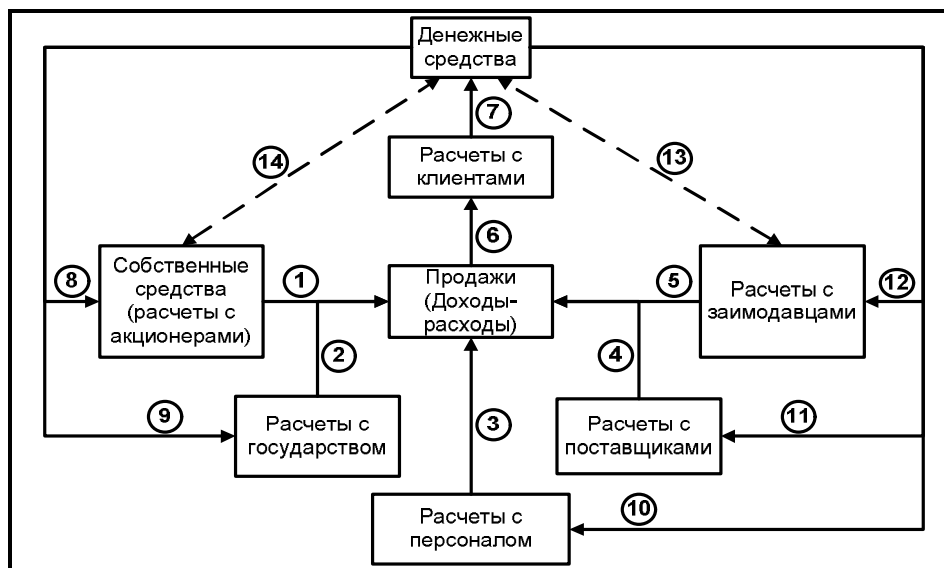 Денежные
средства
7
Расчеты с
клиентами
14
13
6
8
Собственные
средства
(расчеты с
акционерами)
1
Продажи
(Доходы-
расходы)
5
Расчеты с
заимодавцами
12
2
4
9
Расчеты с
государством
3
Расчеты с
поставщиками
11
Расчеты с
персоналом
10